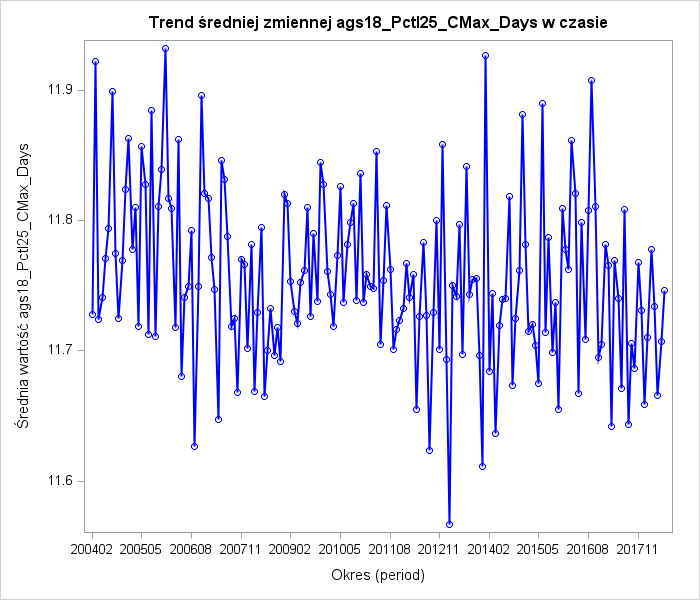 Trend średniej zmiennej ags18_Pctl25_CMax_Days w czasie
Średnia wartość ags18_Pctl25_CMax_Days
11.9
11.8
11.7
11.6
200402 200505 200608 200711 200902 201005 201108 201211 201402 201505 201608 201711
Okres (period)